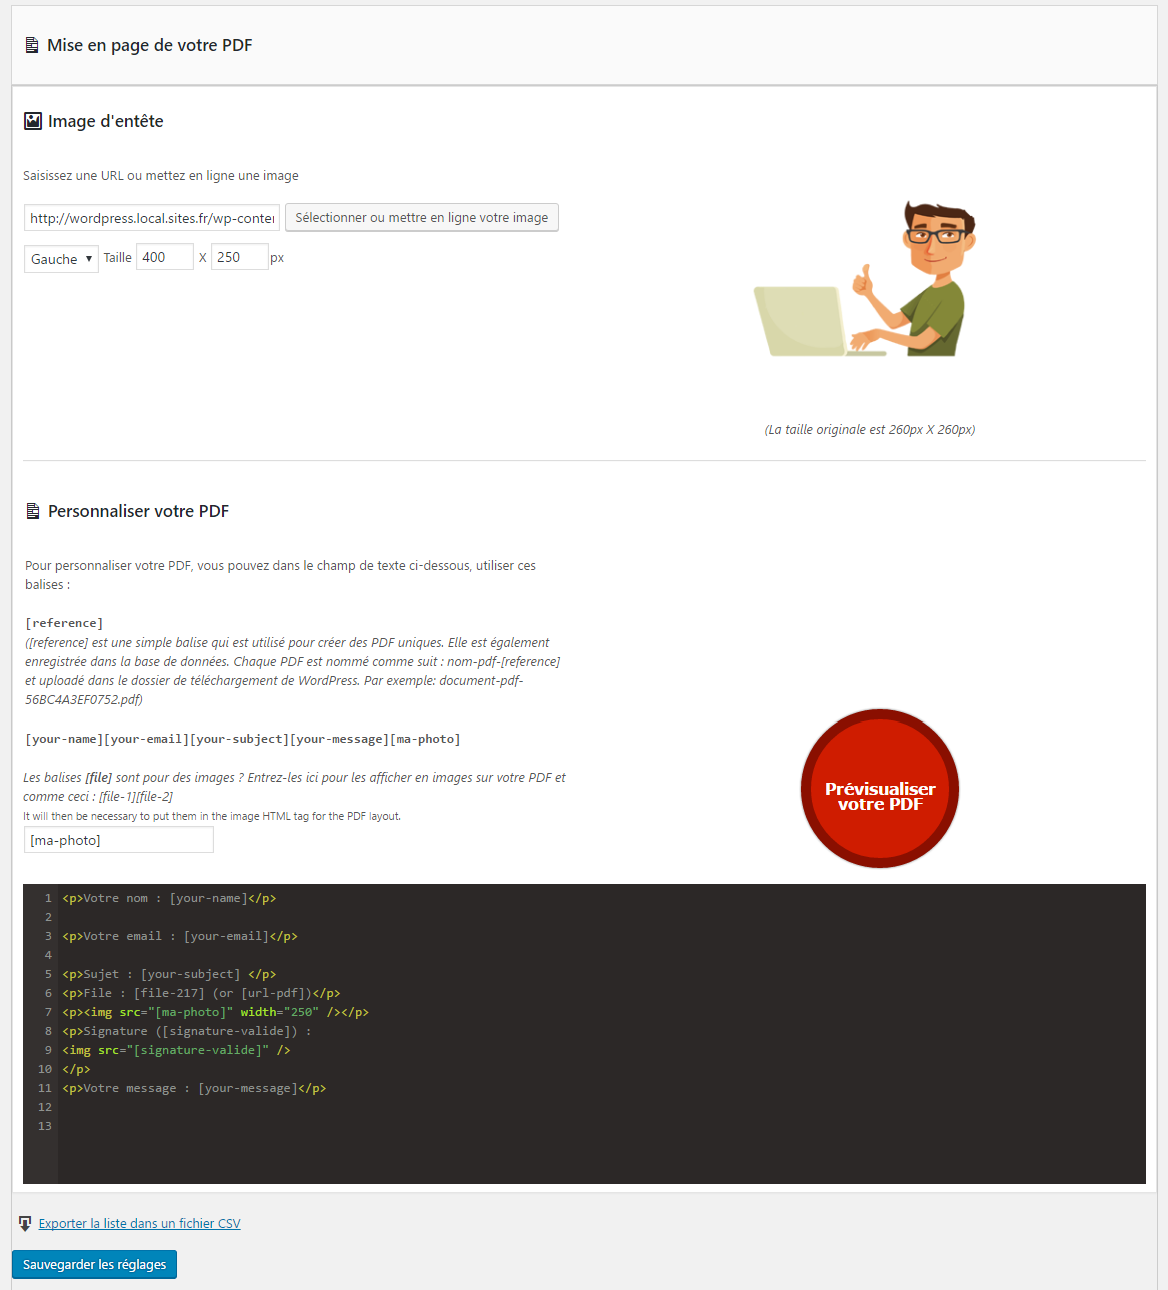 Mise en page de votre PDF
Image d'entête
Saisissez une URL ou mettez en ligne une image
http://wordpress.local.sites.fr/wp-conter
Sélectionner ou mettre en ligne votre image
Gauche ▼ Taille 400 X 250 px
(La taille originale est 260px X 260px)
Personnaliser votre PDF
Pour personnaliser votre PDF, vous pouvez dans le champ de texte ci-dessous, utiliser ces
balises :
[reference]
([reference] est une simple balise qui est utilisé pour créer des PDF uniques. Elle est également
enregistrée dans la base de données. Chaque PDF est nommé comme suit : nom-pdf-[reference]
et uploadé dans le dossier de téléchargement de WordPress. Par exemple: document-pdf-
56BC4A3EF0752.pdf)
[your-name][your-email][your-subject][your-message][ma-photo]
Les balises [file] sont pour des images ? Entrez-les ici pour les afficher en images sur votre PDF et
comme ceci : [file-1][file-2]
It will then be necessary to put them in the image HTML tag for the PDF layout.
[ma-photo]
Prévisualiser
votre PDF
1 <p>Votre nom : [your-name]</p>
2
3 <p>Votre email : [your-email]</p>
4
5 <p>Sujet : [your-subject] </p>
6 <p>File : [file-217] (or [url-pdf])</p>
7 <p><img src="[ma-photo]" width="250" /></p>
8 <p>Signature ([signature-valide]) :
9 <img src="[signature-valide]" />
10 </p>
11 <p>Votre message : [your-message]</p>
12
13
Exporter la liste dans un fichier CSV
Sauvegarder les réglages